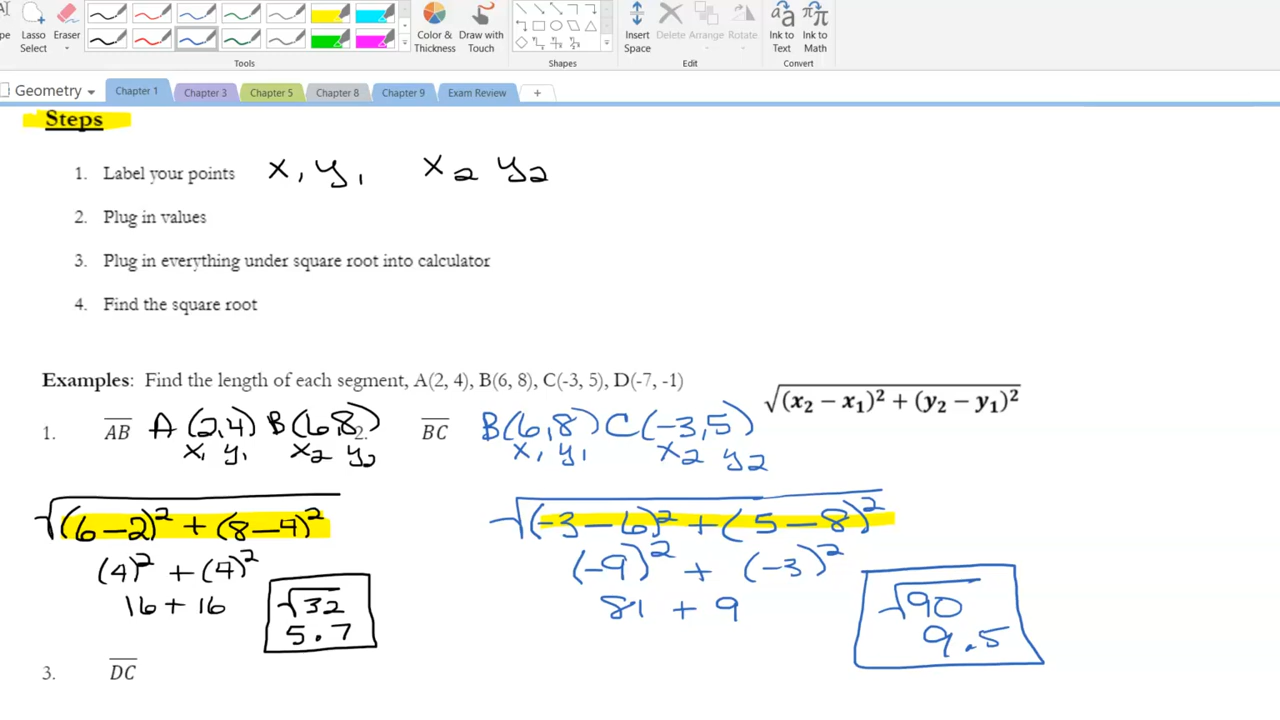 Lasso Select
Eraser
Color & Thickness
Draw with Touch
Insert Space
Delete
Arrange
Rotate
Ink to Text
Ink to Math
Tools
Shapes
Edit
Convert
Geometry
Chapter 1
Chapter 3
Chapter 5
Chapter 8
Chapter 9
Exam Review
+
Steps
1. Label your points x₁ y₁ x₂ y₂
2. Plug in values
3. Plug in everything under square root into calculator
4. Find the square root
Examples: Find the length of each segment, A(2, 4), B(6, 8), C(-3, 5), D(-7, -1)
√(x₂ − x₁)² + (y₂ − y₁)²
1. AB A (2,4) B(6,8)
x₁ y₁ x₂ y₂
√(6−2)² + (8−4)²
(4)² + (4)²
16 + 16
√32
5.7
2. BC B(6,8) C(-3,5)
x₁ y₁ x₂ y₂
√(-3−6)² + (5−8)²
(-9)² + (-3)²
81 + 9
√90
9.5
3. DC